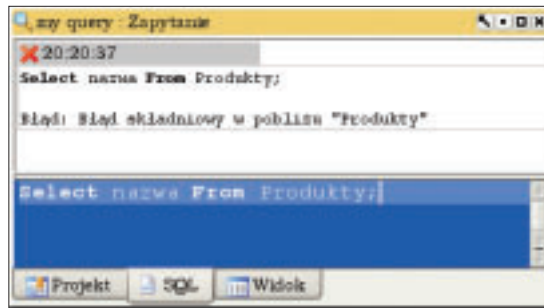 my query : Zapytanie
20:20:37
Select nazwa From Produkty;
Błąd: Błąd składniowy w pobliżu "Produkty"
Select nazwa From Produkty;
Projekt SQL Widok